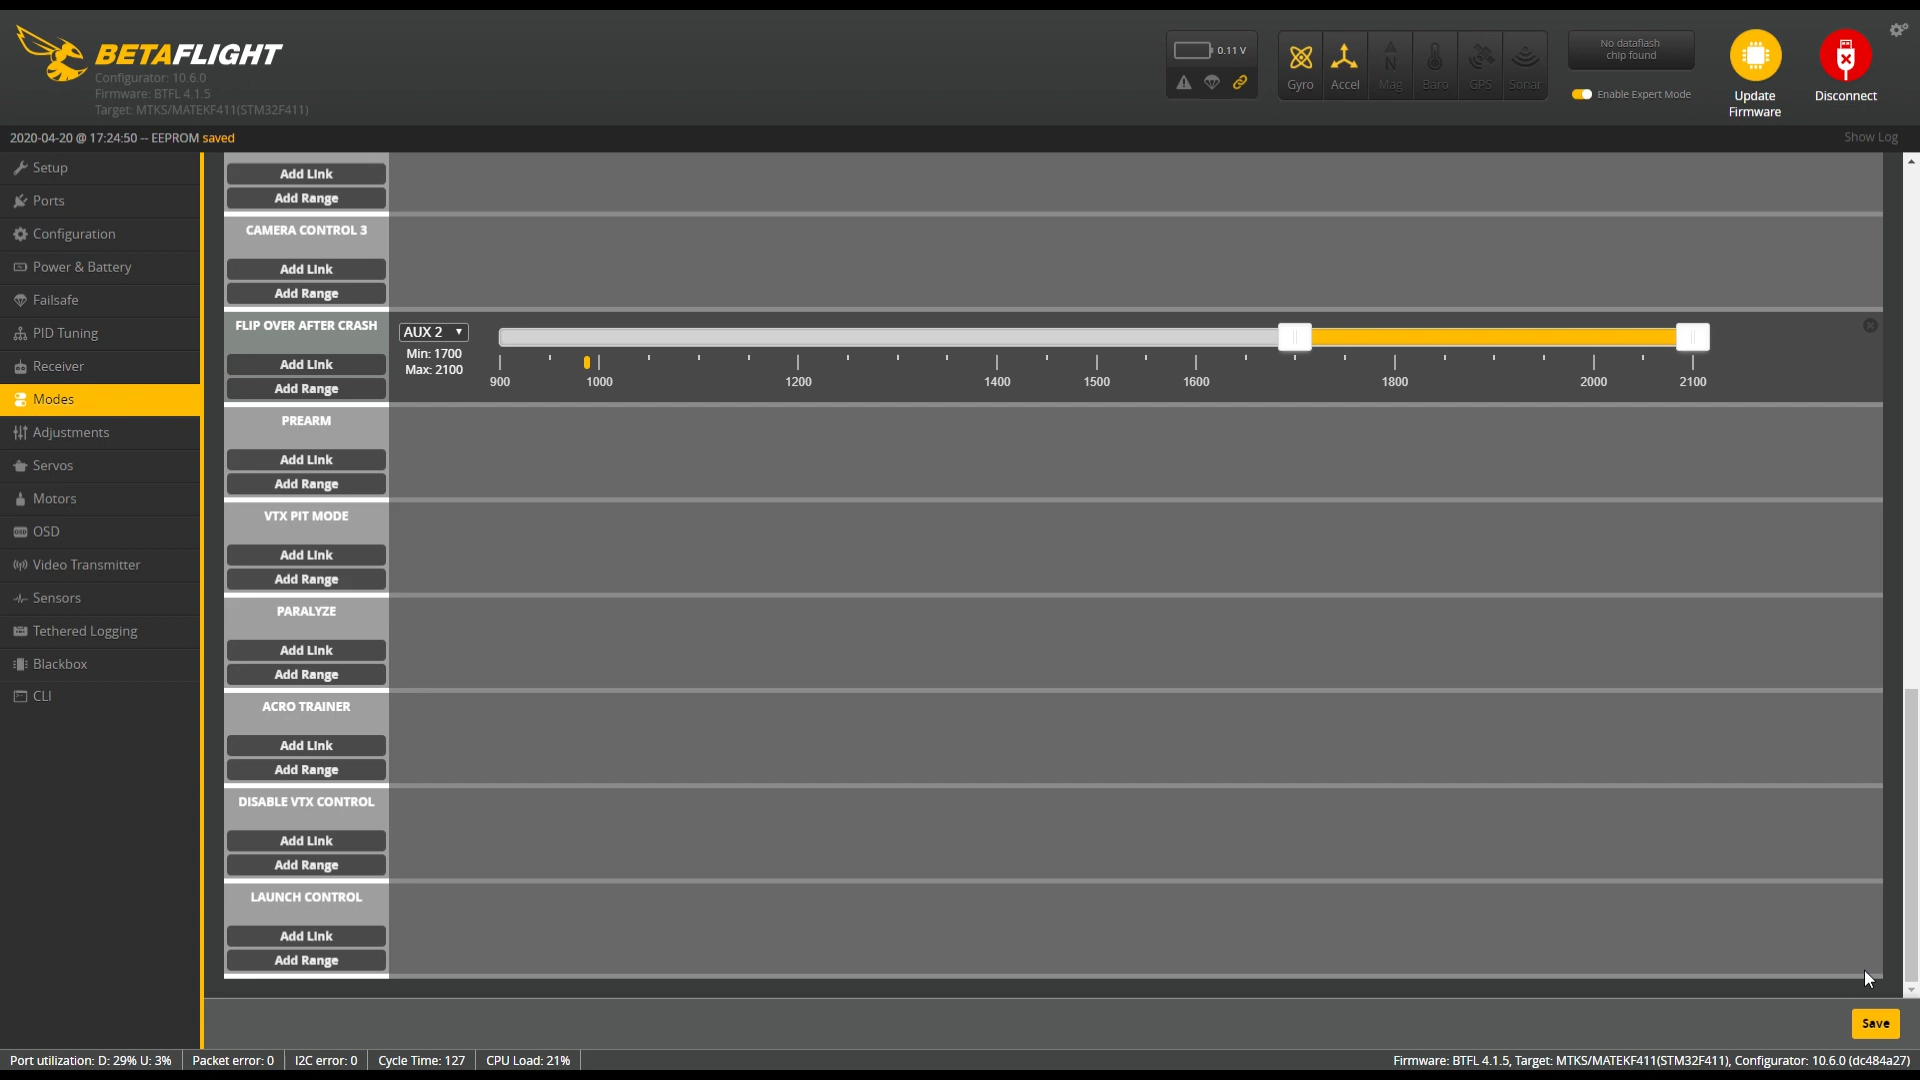 BETAFLIGHT
Configurator: 10.6.0
Firmware: BTFL 4.1.5
Target: MTKS/MATEKF411(STM32F411)
0.11 V
Gyro
Accel
Mag
Baro
GPS
Sonar
No dataflash
chip found
Enable Expert Mode
Update
Firmware
Disconnect
2020-04-20 @ 17:24:50 -- EEPROM saved
Show Log
Setup
Ports
Configuration
Power & Battery
Failsafe
PID Tuning
Receiver
Modes
Adjustments
Servos
Motors
OSD
Video Transmitter
Sensors
Tethered Logging
Blackbox
CLI
Add Link
Add Range
CAMERA CONTROL 3
Add Link
Add Range
FLIP OVER AFTER CRASH
Add Link
Add Range
AUX 2
Min: 1700
Max: 2100
900 1000 1200 1400 1500 1600 1800 2000 2100
PREARM
Add Link
Add Range
VTX PIT MODE
Add Link
Add Range
PARALYZE
Add Link
Add Range
ACRO TRAINER
Add Link
Add Range
DISABLE VTX CONTROL
Add Link
Add Range
LAUNCH CONTROL
Add Link
Add Range
Save
Port utilization: D: 29% U: 3% Packet error: 0 I2C error: 0 Cycle Time: 127 CPU Load: 21% Firmware: BTFL 4.1.5, Target: MTKS/MATEKF411(STM32F411), Configurator: 10.6.0 (dc484a27)